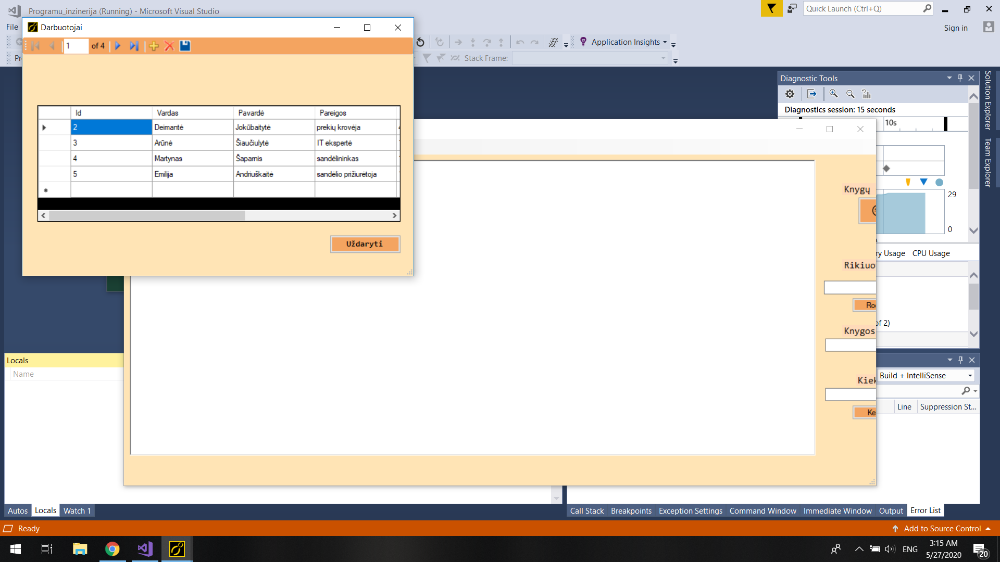 Programu_inzinerija (Running) - Microsoft Visual Studio
Quick Launch (Ctrl+Q)
File
Sign in
Darbuotojai
1 of 4
Application Insights
Stack Frame:
Id Vardas Pavardė Pareigos
2 Deimantė Jokūbaitytė prekių krovėja
3 Arūnė Šiaučiulytė IT ekspertė
4 Martynas Šaparnis sandėlininkas
5 Emilija Andriuškaitė sandėlio prižiurėtoja
Uždaryti
Diagnostic Tools
Diagnostics session: 15 seconds
10s
29
0
ry Usage CPU Usage
of 2)
Solution Explorer
Team Explorer
Knygų
Rikiuo
Knygos
Kiek
Ke
Locals
Name
Build + IntelliSense
Line Suppression St...
Autos Locals Watch 1
Call Stack Breakpoints Exception Settings Command Window Immediate Window Output Error List
Ready
Add to Source Control
ENG
3:15 AM
5/27/2020
20